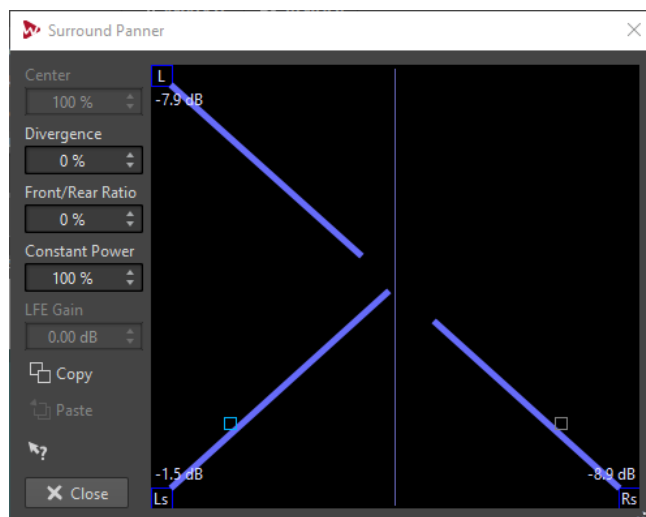 Surround Panner
Center
100 %
Divergence
0 %
Front/Rear Ratio
0 %
Constant Power
100 %
LFE Gain
0.00 dB
Copy
Paste
?
Close
L
-7.9 dB
-1.5 dB
Ls
-8.9 dB
Rs